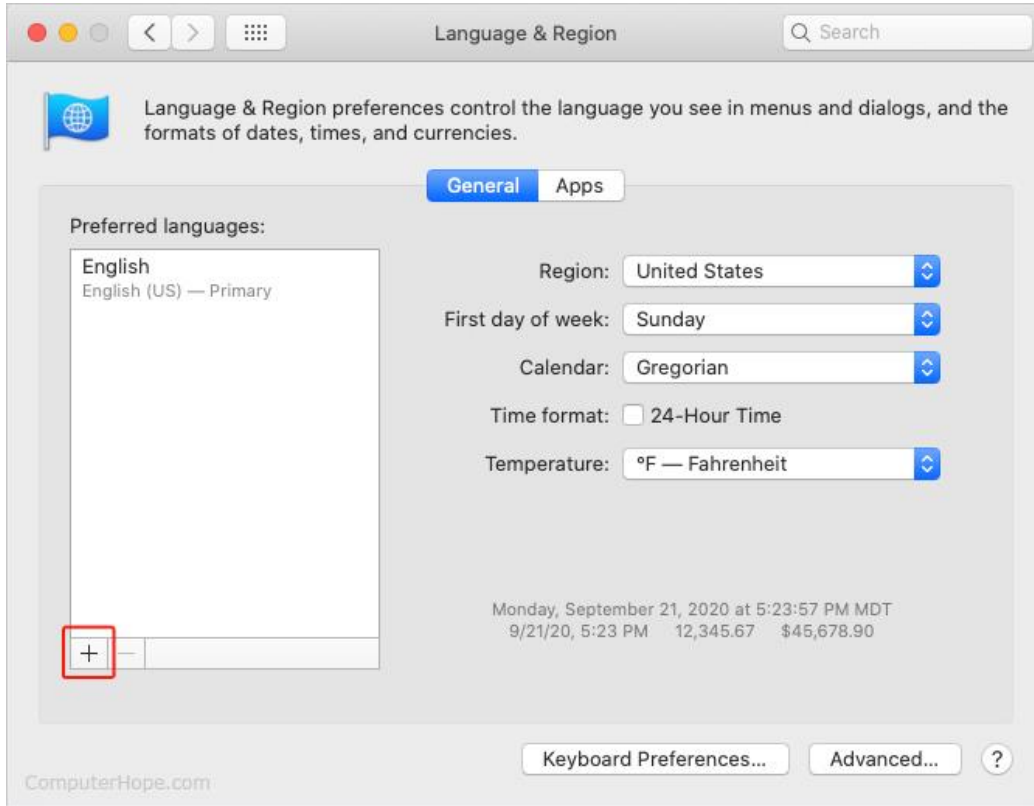 Language & Region
Search
Language & Region preferences control the language you see in menus and dialogs, and the
formats of dates, times, and currencies.
General Apps
Preferred languages:
English
English (US) — Primary
Region: United States
First day of week: Sunday
Calendar: Gregorian
Time format: 24-Hour Time
Temperature: °F — Fahrenheit
Monday, September 21, 2020 at 5:23:57 PM MDT
9/21/20, 5:23 PM 12,345.67 $45,678.90
+ —
Keyboard Preferences... Advanced... ?
ComputerHope.com